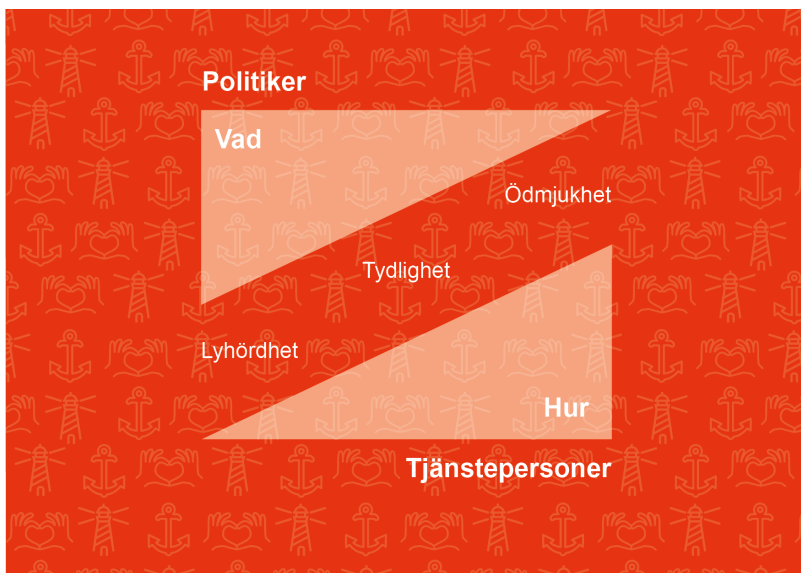 Politiker
Vad
Ödmjukhet
Tydlighet
Lyhördhet
Hur
Tjänstepersoner